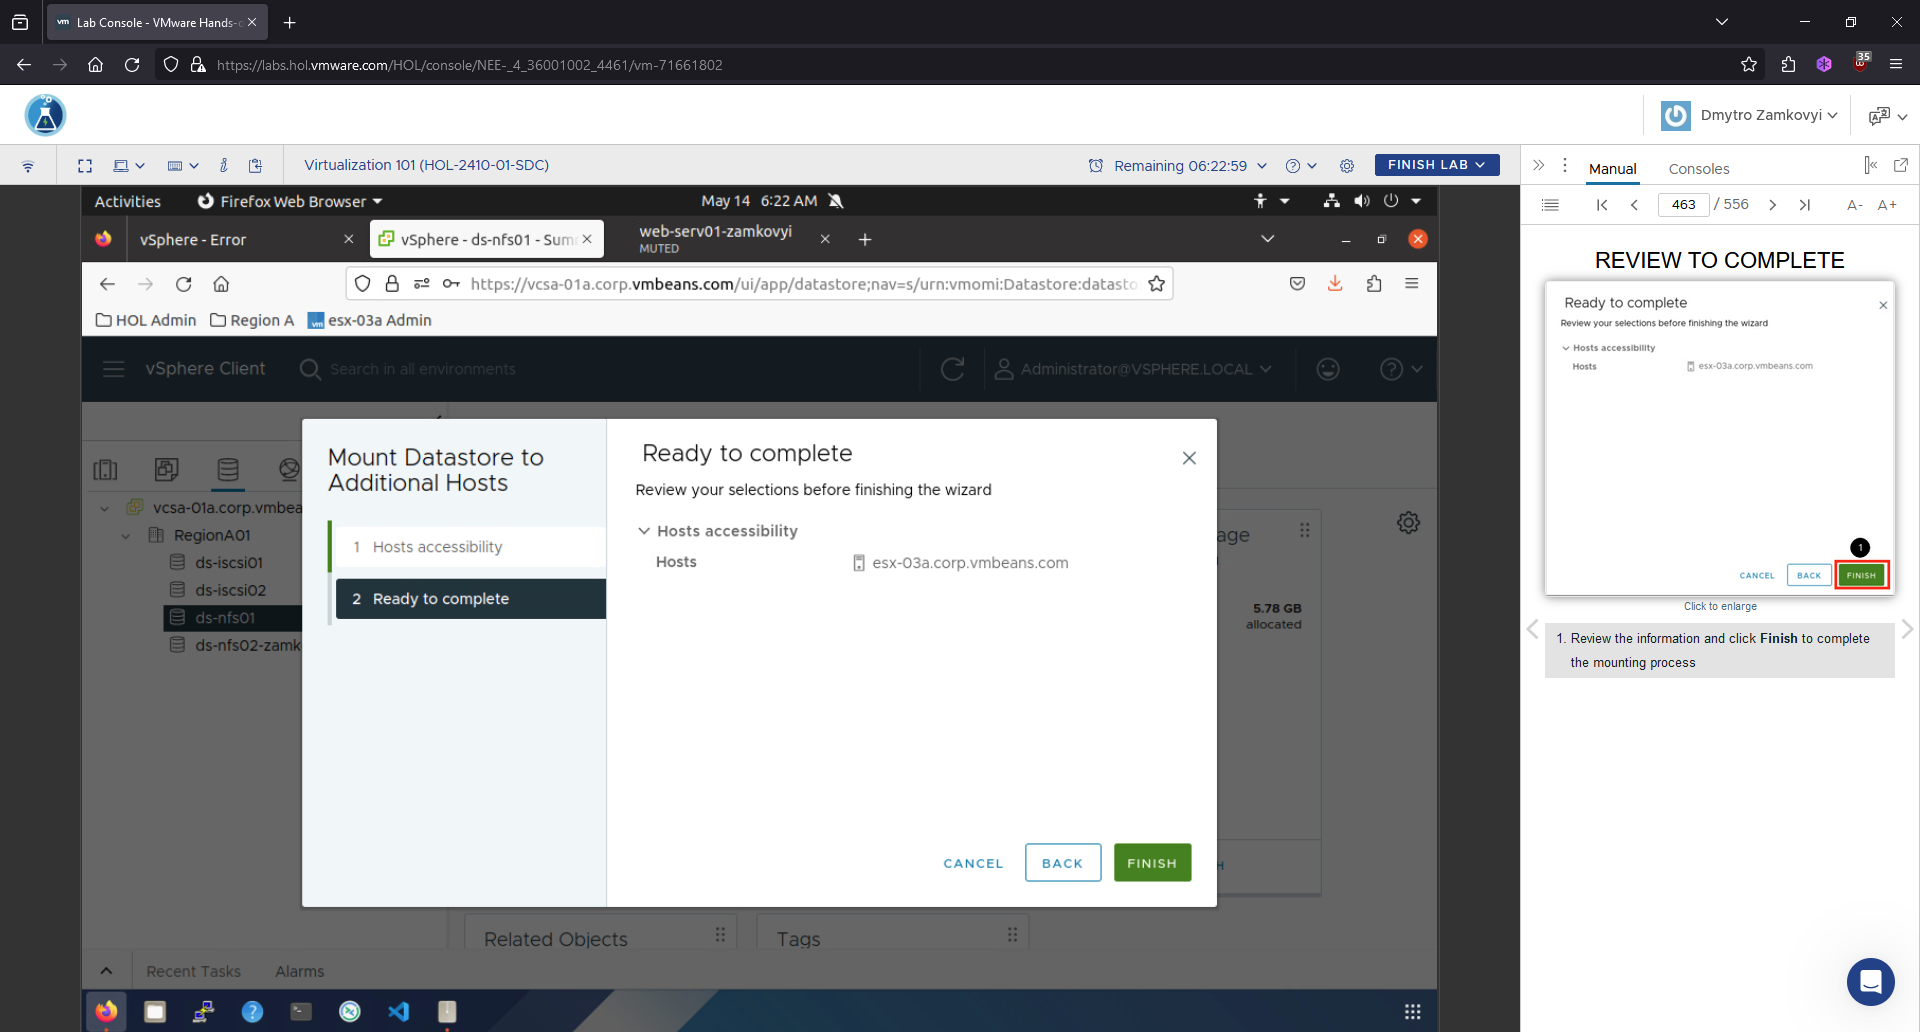 vm Lab Console - VMware Hands-o
https://labs.hol.vmware.com/HOL/console/NEE-_4_36001002_4461/vm-71661802
35
Dmytro Zamkovyi
Virtualization 101 (HOL-2410-01-SDC)
Remaining 06:22:59
FINISH LAB
Manual
Consoles
463 / 556
A-
A+
Activities
Firefox Web Browser
May 14 6:22 AM
vSphere - Error
vSphere - ds-nfs01 - Sum
web-serv01-zamkovyi
MUTED
https://vcsa-01a.corp.vmbeans.com/ui/app/datastore;nav=s/urn:vmomi:Datastore:datasto
HOL Admin
Region A
vm esx-03a Admin
vSphere Client
Search in all environments
Administrator@VSPHERE.LOCAL
vcsa-01a.corp.vmbea
RegionA01
ds-iscsi01
ds-iscsi02
ds-nfs01
ds-nfs02-zamk
Mount Datastore to
Additional Hosts
1 Hosts accessibility
2 Ready to complete
Ready to complete
Review your selections before finishing the wizard
Hosts accessibility
Hosts
esx-03a.corp.vmbeans.com
CANCEL
BACK
FINISH
age
5.78 GB
allocated
H
Related Objects
Tags
Recent Tasks
Alarms
REVIEW TO COMPLETE
Ready to complete
Review your selections before finishing the wizard
Hosts accessibility
Hosts
esx-03a.corp.vmbeans.com
1
CANCEL
BACK
FINISH
Click to enlarge
1. Review the information and click Finish to complete
the mounting process